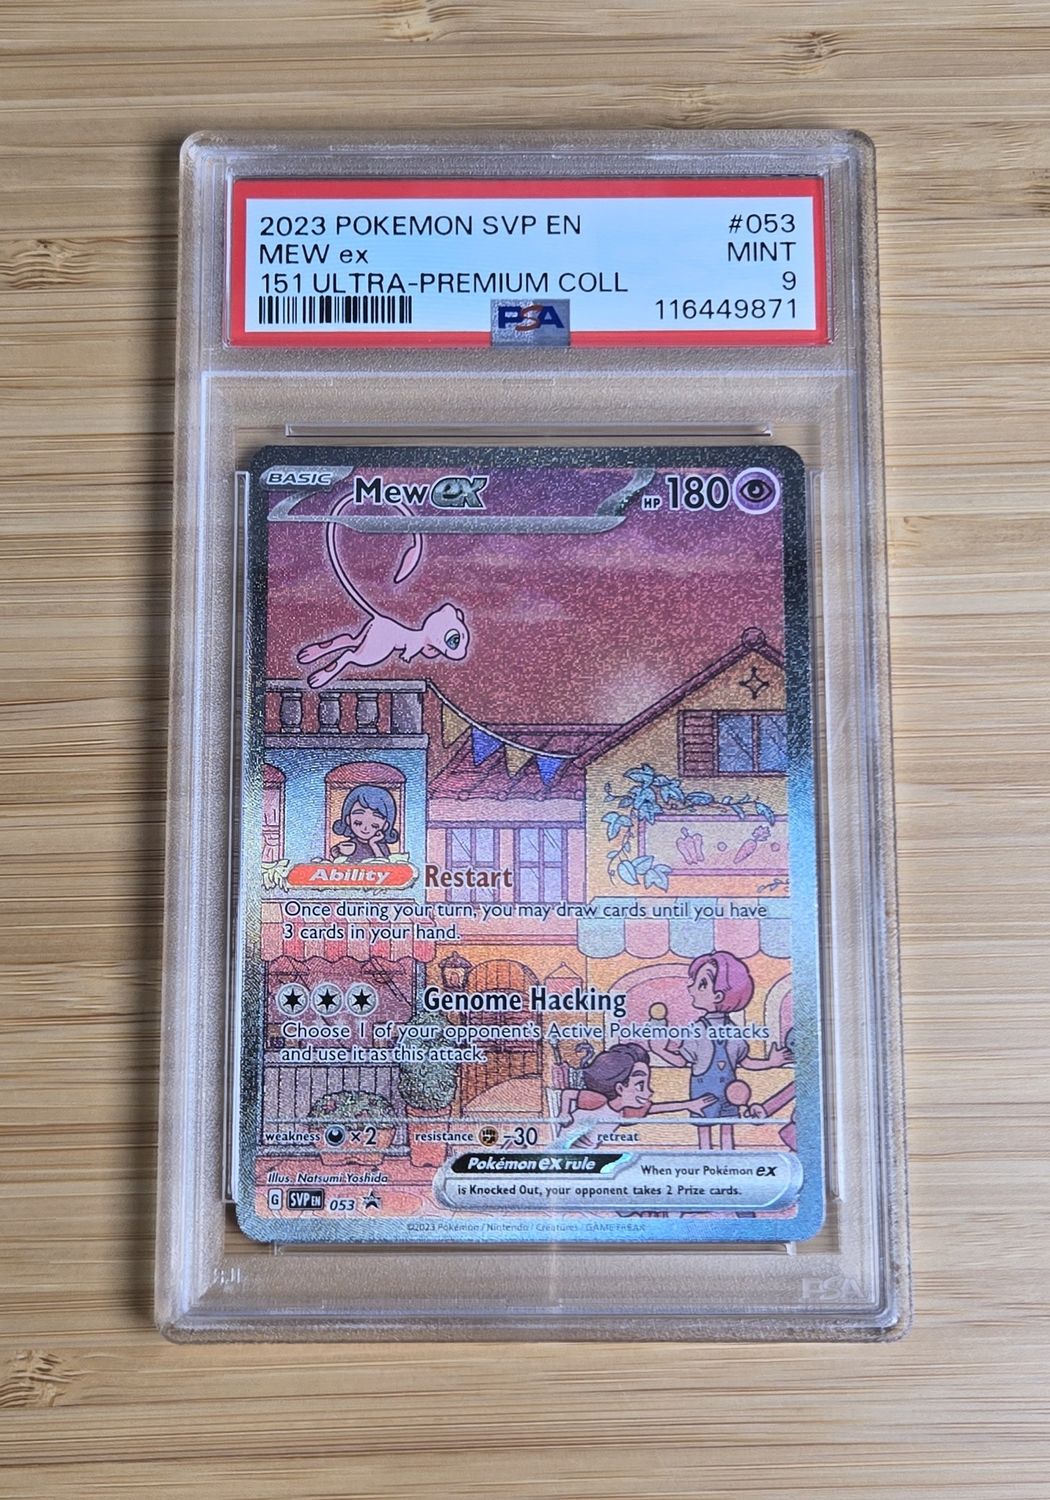 2023 POKEMON SVP EN #053
MEW ex MINT
151 ULTRA-PREMIUM COLL 9
PSA 116449871
BASIC Mew ex HP 180
Ability Restart
Once during your turn, you may draw cards until you have
3 cards in your hand.
Genome Hacking
Choose 1 of your opponent's Active Pokémon's attacks
and use it as this attack.
weakness ×2 resistance -30 retreat
Pokémon ex rule When your Pokémon ex
is Knocked Out, your opponent takes 2 Prize cards.
Illus. Natsumi Yoshida
G SVP EN 053
©2023 Pokémon / Nintendo / Creatures / GAME FREAK
PSA